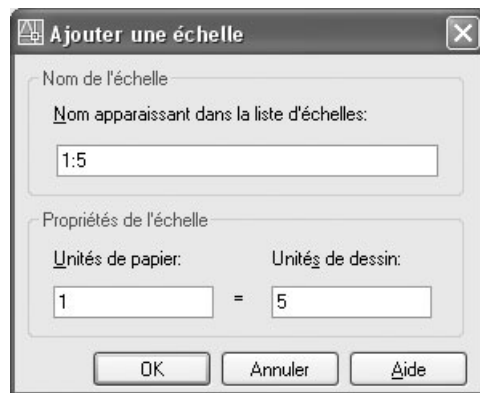 Ajouter une échelle
Nom de l'échelle
Nom apparaissant dans la liste d'échelles:
1:5
Propriétés de l'échelle
Unités de papier: Unités de dessin:
1 = 5
OK Annuler Aide